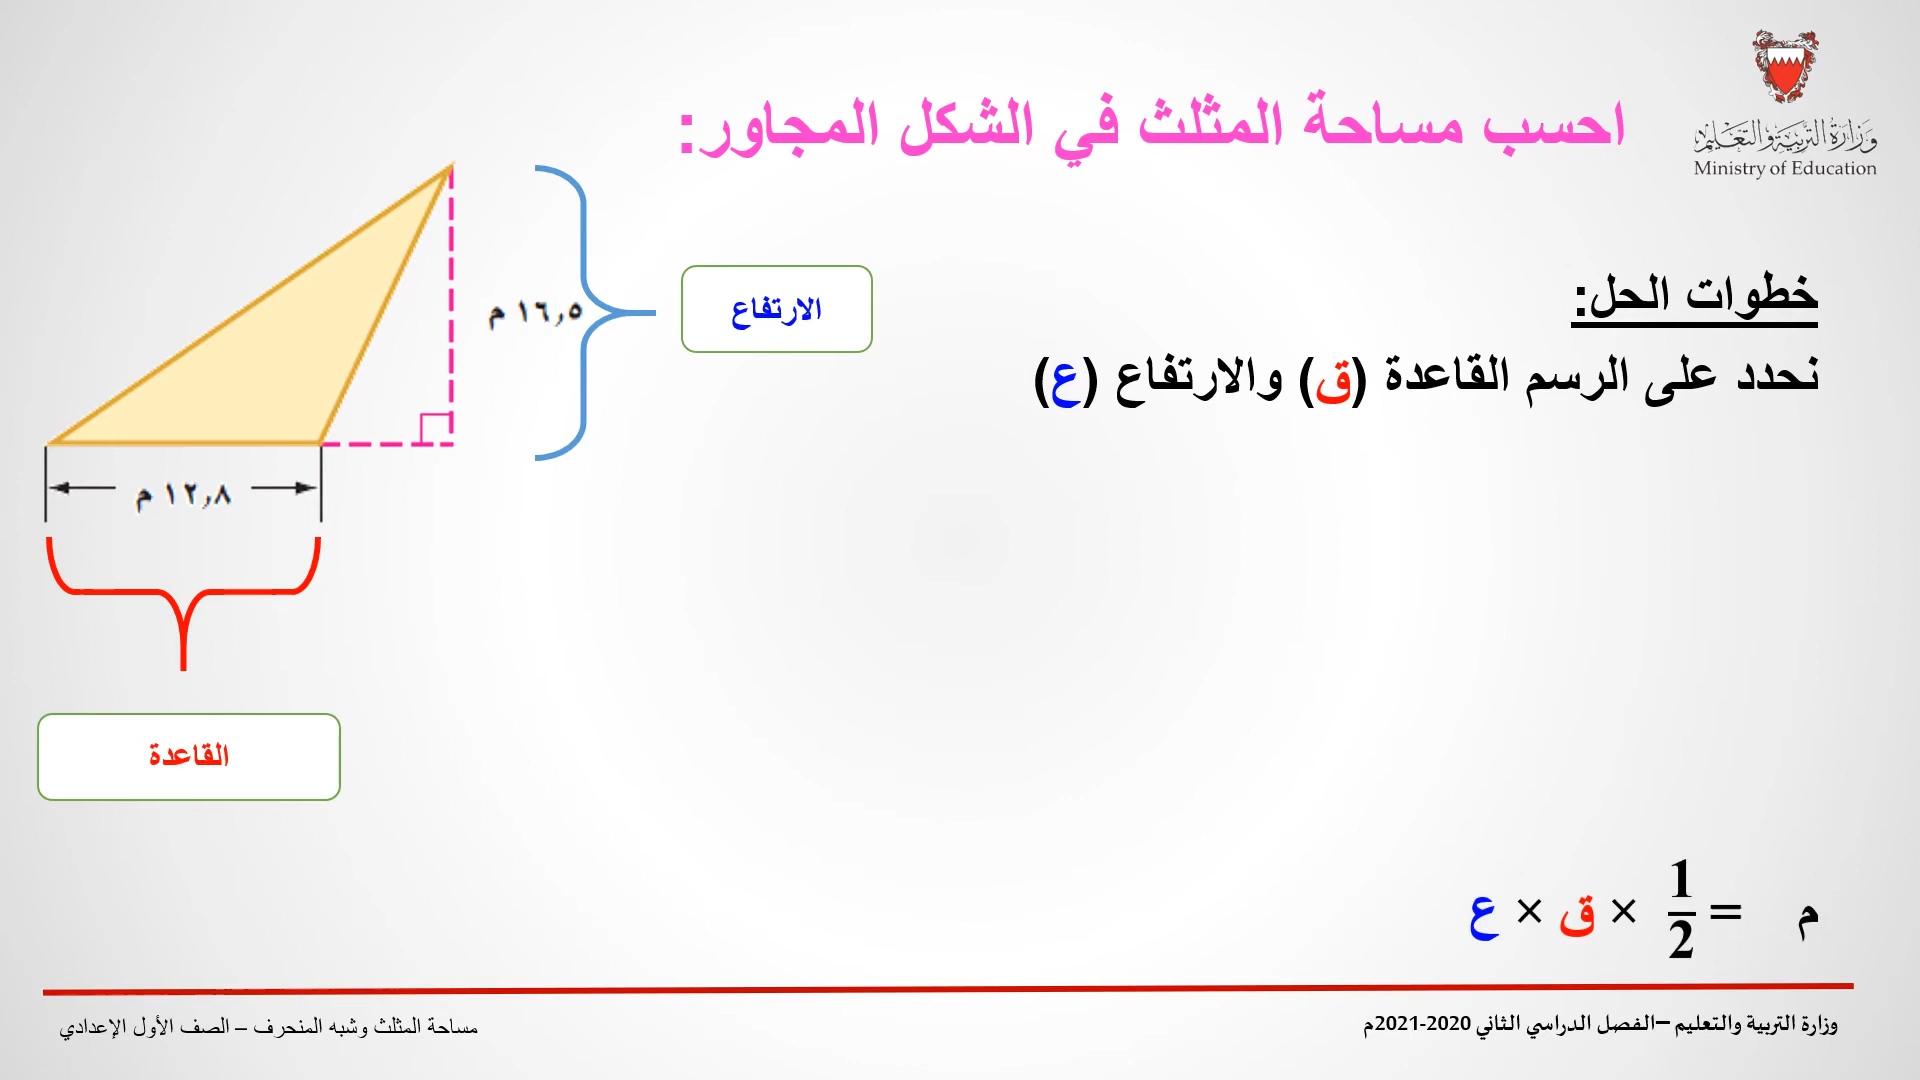 وزارة التربية والتعليم
Ministry of Education
احسب مساحة المثلث في الشكل المجاور:
خطوات الحل:
نحدد على الرسم القاعدة (ق) والارتفاع (ع)
الارتفاع
١٦٫٥ م
١٢٫٨ م
القاعدة
م = 1/2 × ق × ع
وزارة التربية والتعليم –الفصل الدراسي الثاني 2020-2021م
مساحة المثلث وشبه المنحرف – الصف الأول الإعدادي